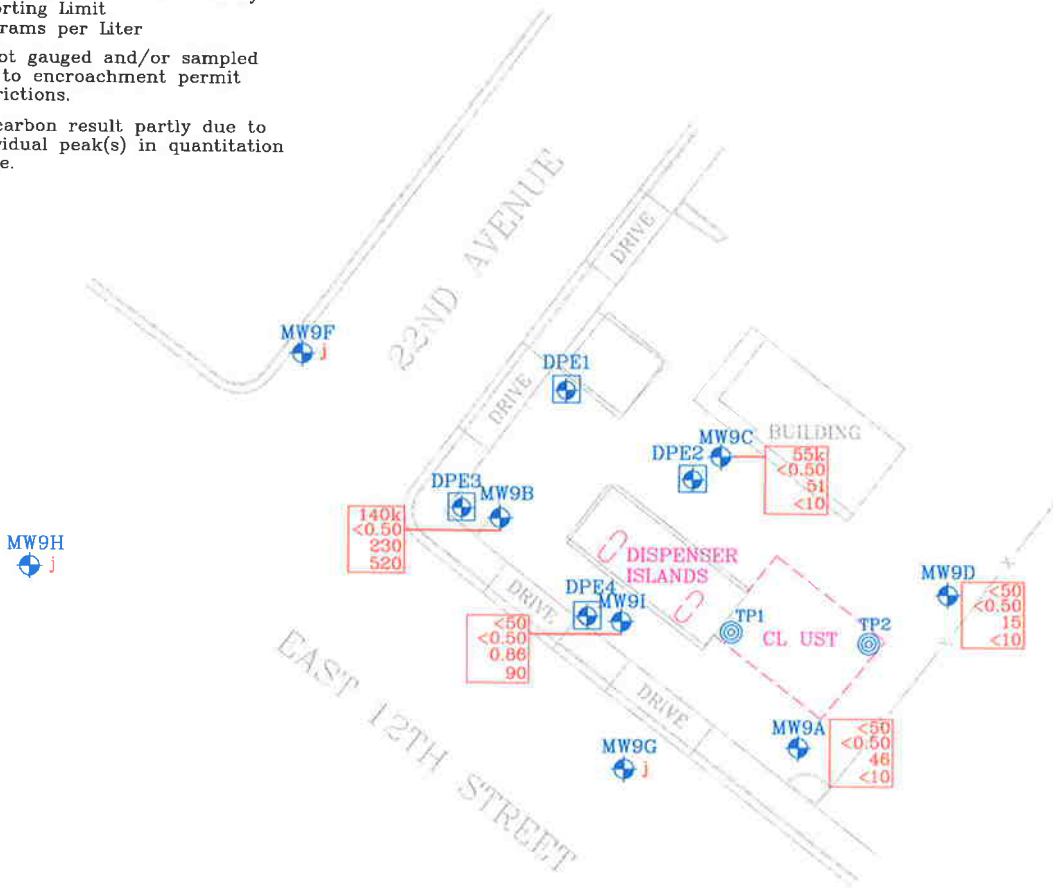 orting Limit
rams per Liter
ot gauged and/or sampled
to encroachment permit
rictions.
carbon result partly due to
vidual peak(s) in quantitation
e.
22ND AVENUE
DRIVE
MW9F
j
DPE1
DRIVE
BUILDING
MW9C
DPE2
55k
<0.50
51
<10
DPE3
MW9B
140k
<0.50
230
520
MW9H
j
DISPENSER
ISLANDS
MW9D
<50
<0.50
15
<10
DRIVE
DPE4
MW9I
<50
<0.50
0.86
90
TP1
CL UST
TP2
EAST 12TH STREET
DRIVE
MW9G
j
MW9A
<50
<0.50
46
<10